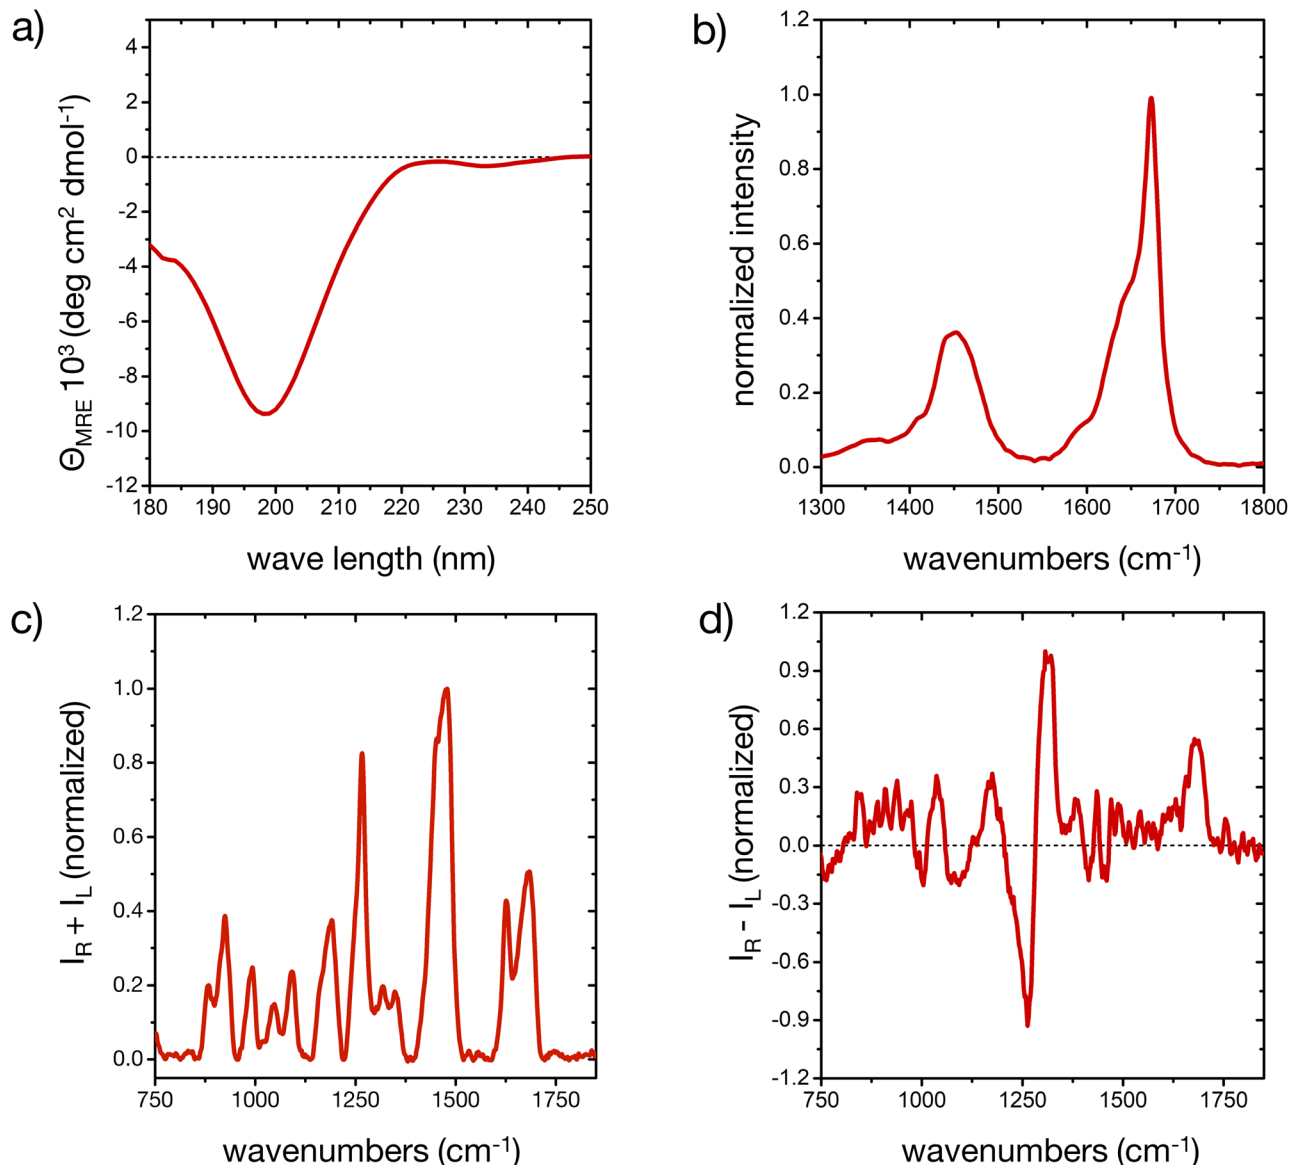 a)
4
2
0
-2
-4
-6
-8
-10
-12
Θ_MRE 10³ (deg cm² dmol⁻¹)
180 190 200 210 220 230 240 250
wave length (nm)
b)
1.2
1.0
0.8
0.6
0.4
0.2
0.0
normalized intensity
1300 1400 1500 1600 1700 1800
wavenumbers (cm⁻¹)
c)
1.2
1.0
0.8
0.6
0.4
0.2
0.0
I_R + I_L (normalized)
750 1000 1250 1500 1750
wavenumbers (cm⁻¹)
d)
1.2
0.9
0.6
0.3
0.0
-0.3
-0.6
-0.9
-1.2
I_R - I_L (normalized)
750 1000 1250 1500 1750
wavenumbers (cm⁻¹)